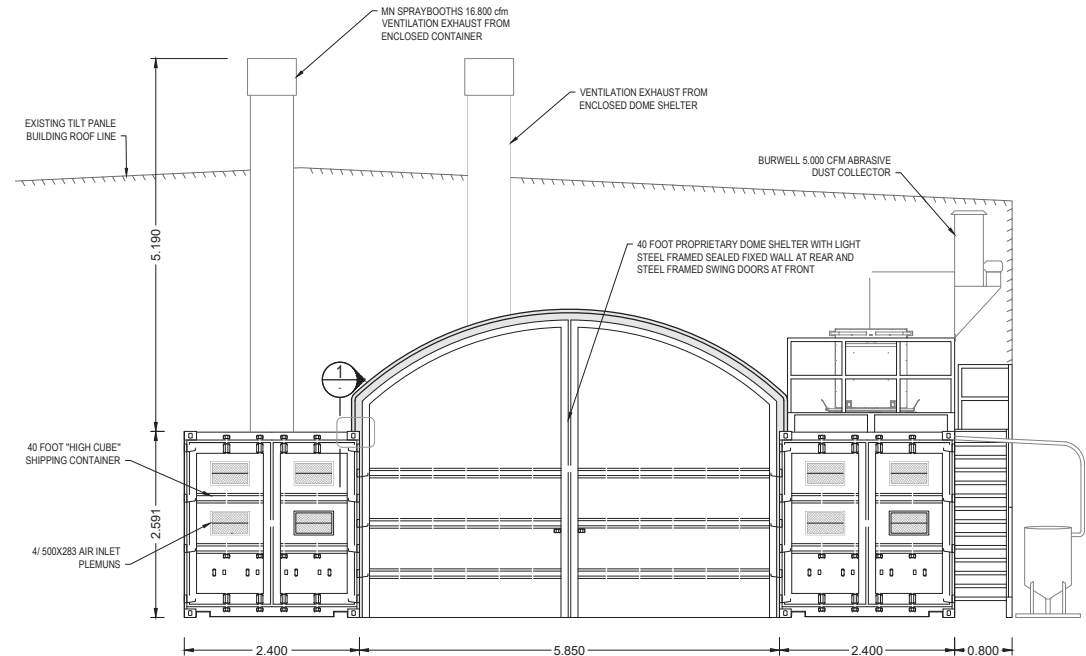 MN SPRAYBOOTHS 16.800 cfm
VENTILATION EXHAUST FROM
ENCLOSED CONTAINER
VENTILATION EXHAUST FROM
ENCLOSED DOME SHELTER
EXISTING TILT PANLE
BUILDING ROOF LINE
BURWELL 5.000 CFM ABRASIVE
DUST COLLECTOR
5.190
40 FOOT PROPRIETARY DOME SHELTER WITH LIGHT
STEEL FRAMED SEALED FIXED WALL AT REAR AND
STEEL FRAMED SWING DOORS AT FRONT
1
-
40 FOOT "HIGH CUBE"
SHIPPING CONTAINER
2.591
4/ 500X283 AIR INLET
PLEMUNS
2.400
5.850
2.400
0.800